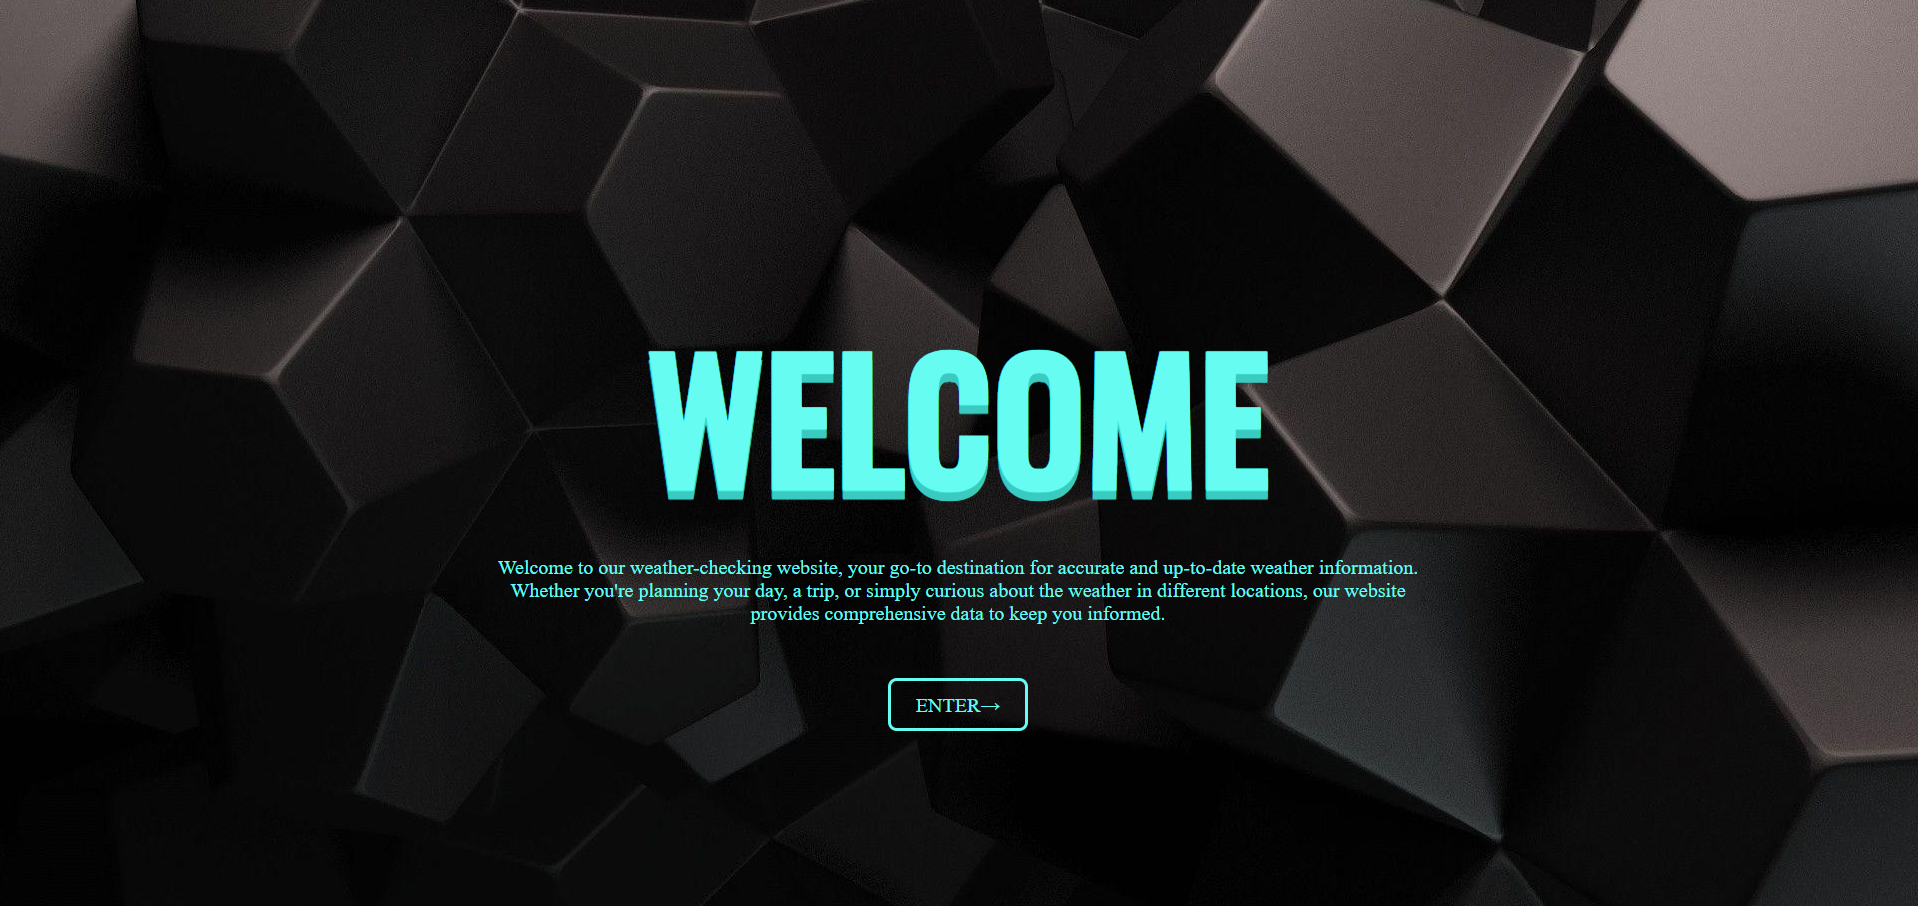 WELCOME
Welcome to our weather-checking website, your go-to destination for accurate and up-to-date weather information.
Whether you're planning your day, a trip, or simply curious about the weather in different locations, our website
provides comprehensive data to keep you informed.
ENTER→